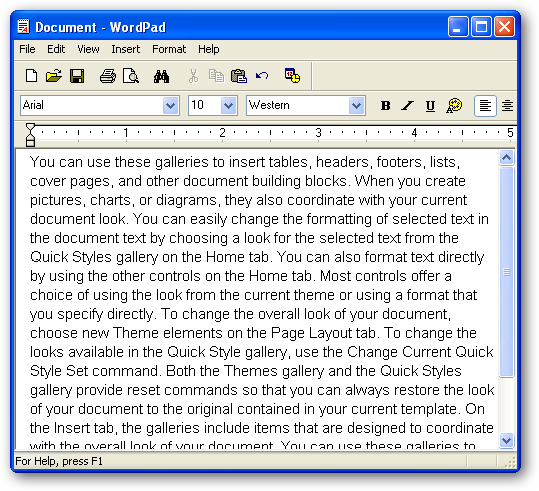 Document - WordPad
File Edit View Insert Format Help
Arial 10 Western B I U
1 2 3 4 5
You can use these galleries to insert tables, headers, footers, lists,
cover pages, and other document building blocks. When you create
pictures, charts, or diagrams, they also coordinate with your current
document look. You can easily change the formatting of selected text in
the document text by choosing a look for the selected text from the
Quick Styles gallery on the Home tab. You can also format text directly
by using the other controls on the Home tab. Most controls offer a
choice of using the look from the current theme or using a format that
you specify directly. To change the overall look of your document,
choose new Theme elements on the Page Layout tab. To change the
looks available in the Quick Style gallery, use the Change Current Quick
Style Set command. Both the Themes gallery and the Quick Styles
gallery provide reset commands so that you can always restore the look
of your document to the original contained in your current template. On
the Insert tab, the galleries include items that are designed to coordinate
with the overall look of your document. You can use these galleries to
For Help, press F1